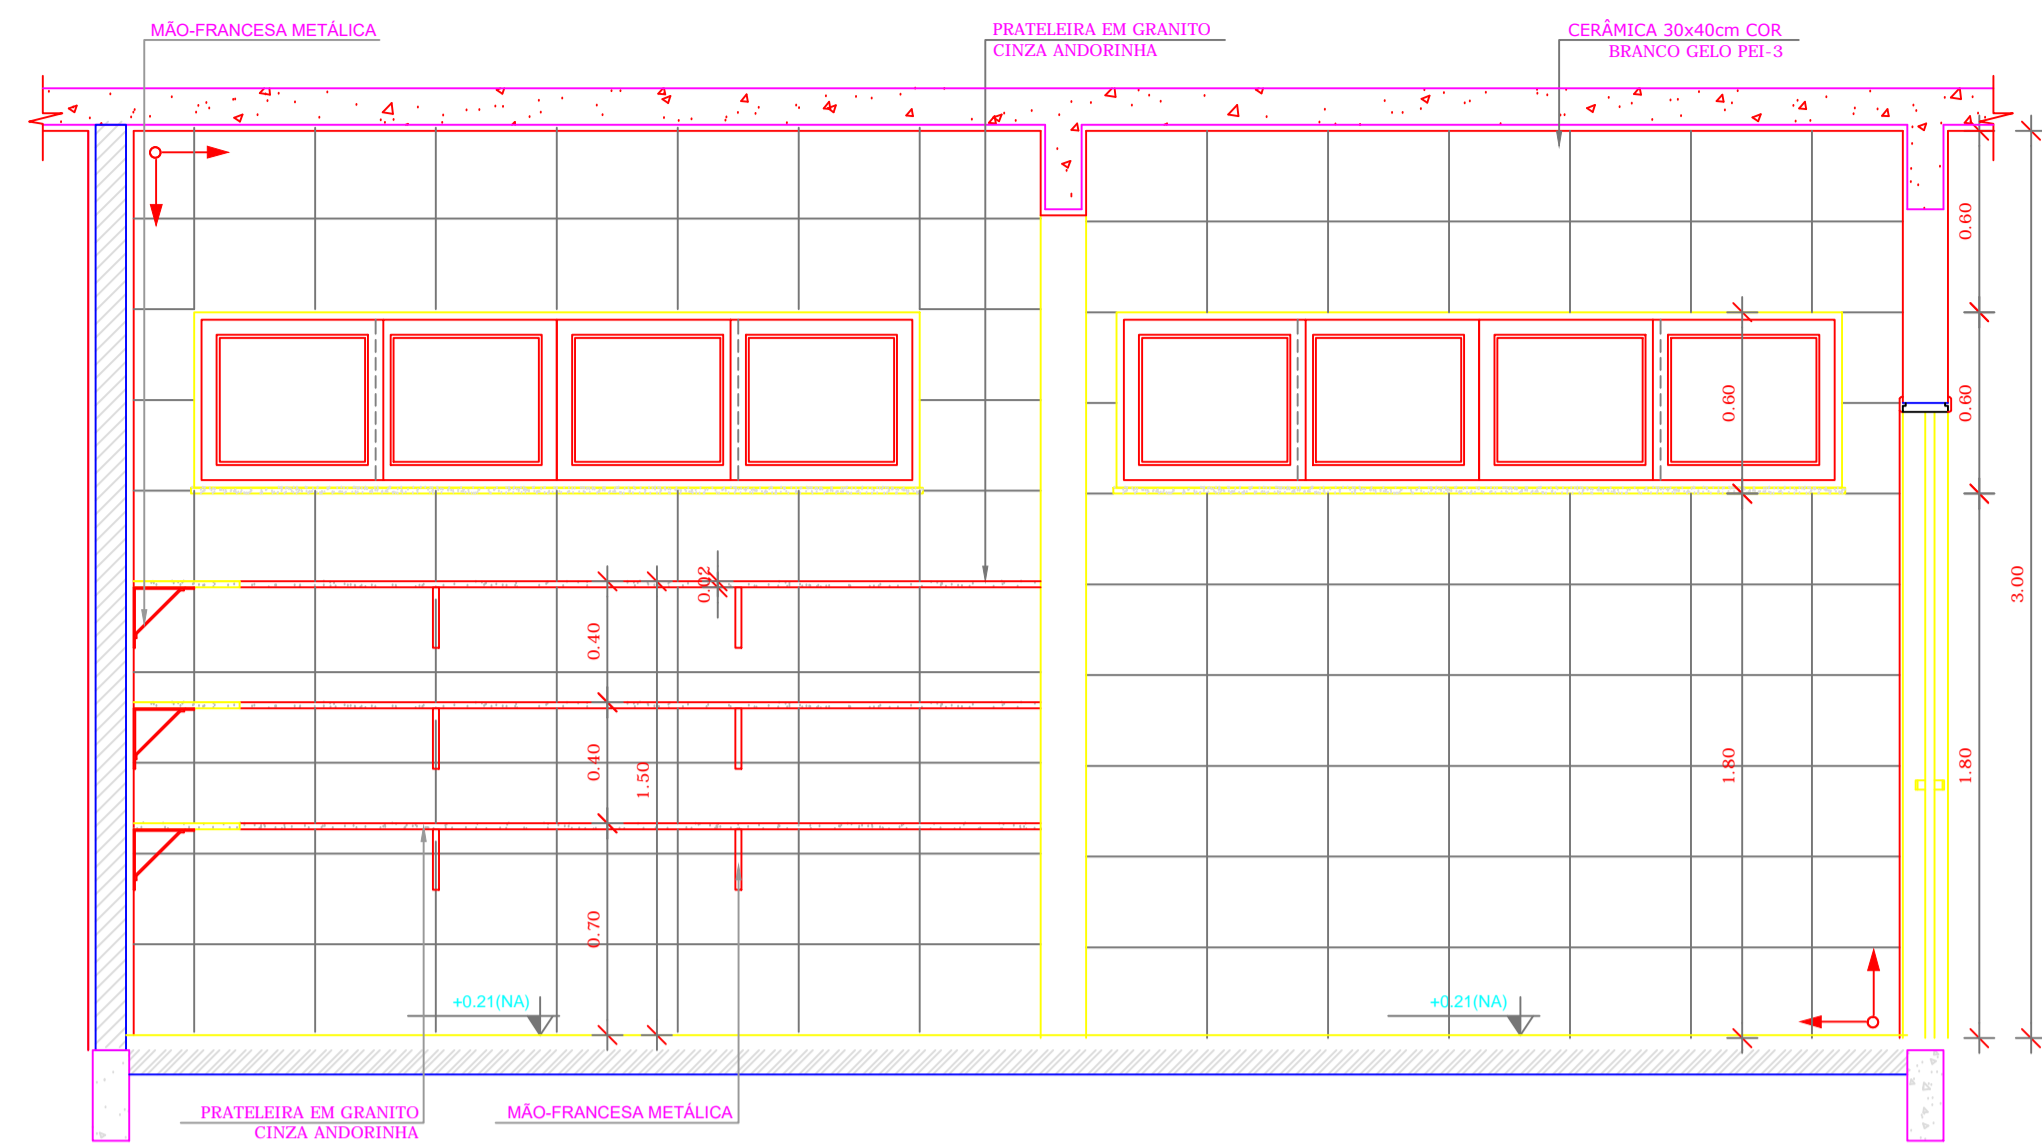 MÃO-FRANCESA METÁLICA
PRATELEIRA EM GRANITO
CINZA ANDORINHA
CERÂMICA 30x40cm COR
BRANCO GELO PEI-3
0.60
0.60
0.60
0.02
3.00
0.40
0.40
1.50
1.80
1.80
0.70
+0.21(NA)
+0.21(NA)
PRATELEIRA EM GRANITO
CINZA ANDORINHA
MÃO-FRANCESA METÁLICA